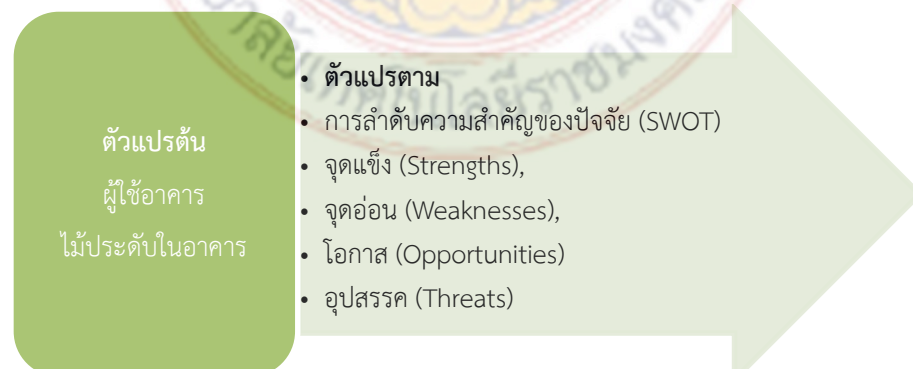 ตัวแปรต้น
ผู้ใช้อาคาร
ไม้ประดับในอาคาร
• ตัวแปรตาม
• การลำดับความสำคัญของปัจจัย (SWOT)
• จุดแข็ง (Strengths),
• จุดอ่อน (Weaknesses),
• โอกาส (Opportunities)
• อุปสรรค (Threats)